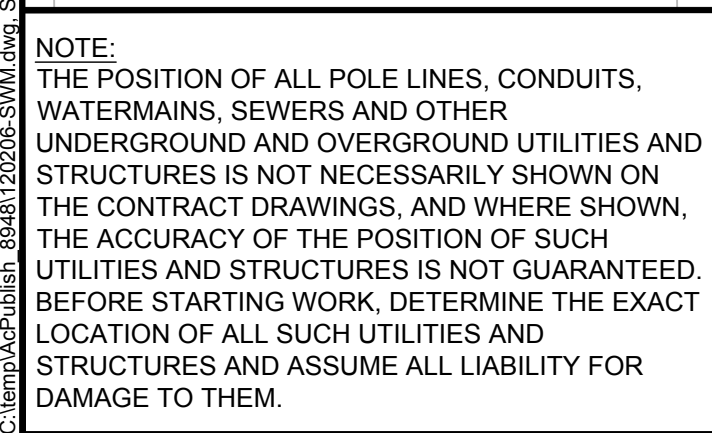 NOTE:
THE POSITION OF ALL POLE LINES, CONDUITS,
WATERMAINS, SEWERS AND OTHER
UNDERGROUND AND OVERGROUND UTILITIES AND
STRUCTURES IS NOT NECESSARILY SHOWN ON
THE CONTRACT DRAWINGS, AND WHERE SHOWN,
THE ACCURACY OF THE POSITION OF SUCH
UTILITIES AND STRUCTURES IS NOT GUARANTEED.
BEFORE STARTING WORK, DETERMINE THE EXACT
LOCATION OF ALL SUCH UTILITIES AND
STRUCTURES AND ASSUME ALL LIABILITY FOR
DAMAGE TO THEM.
C:\temp\AcPublish_8948\120206-SWM.dwg, S